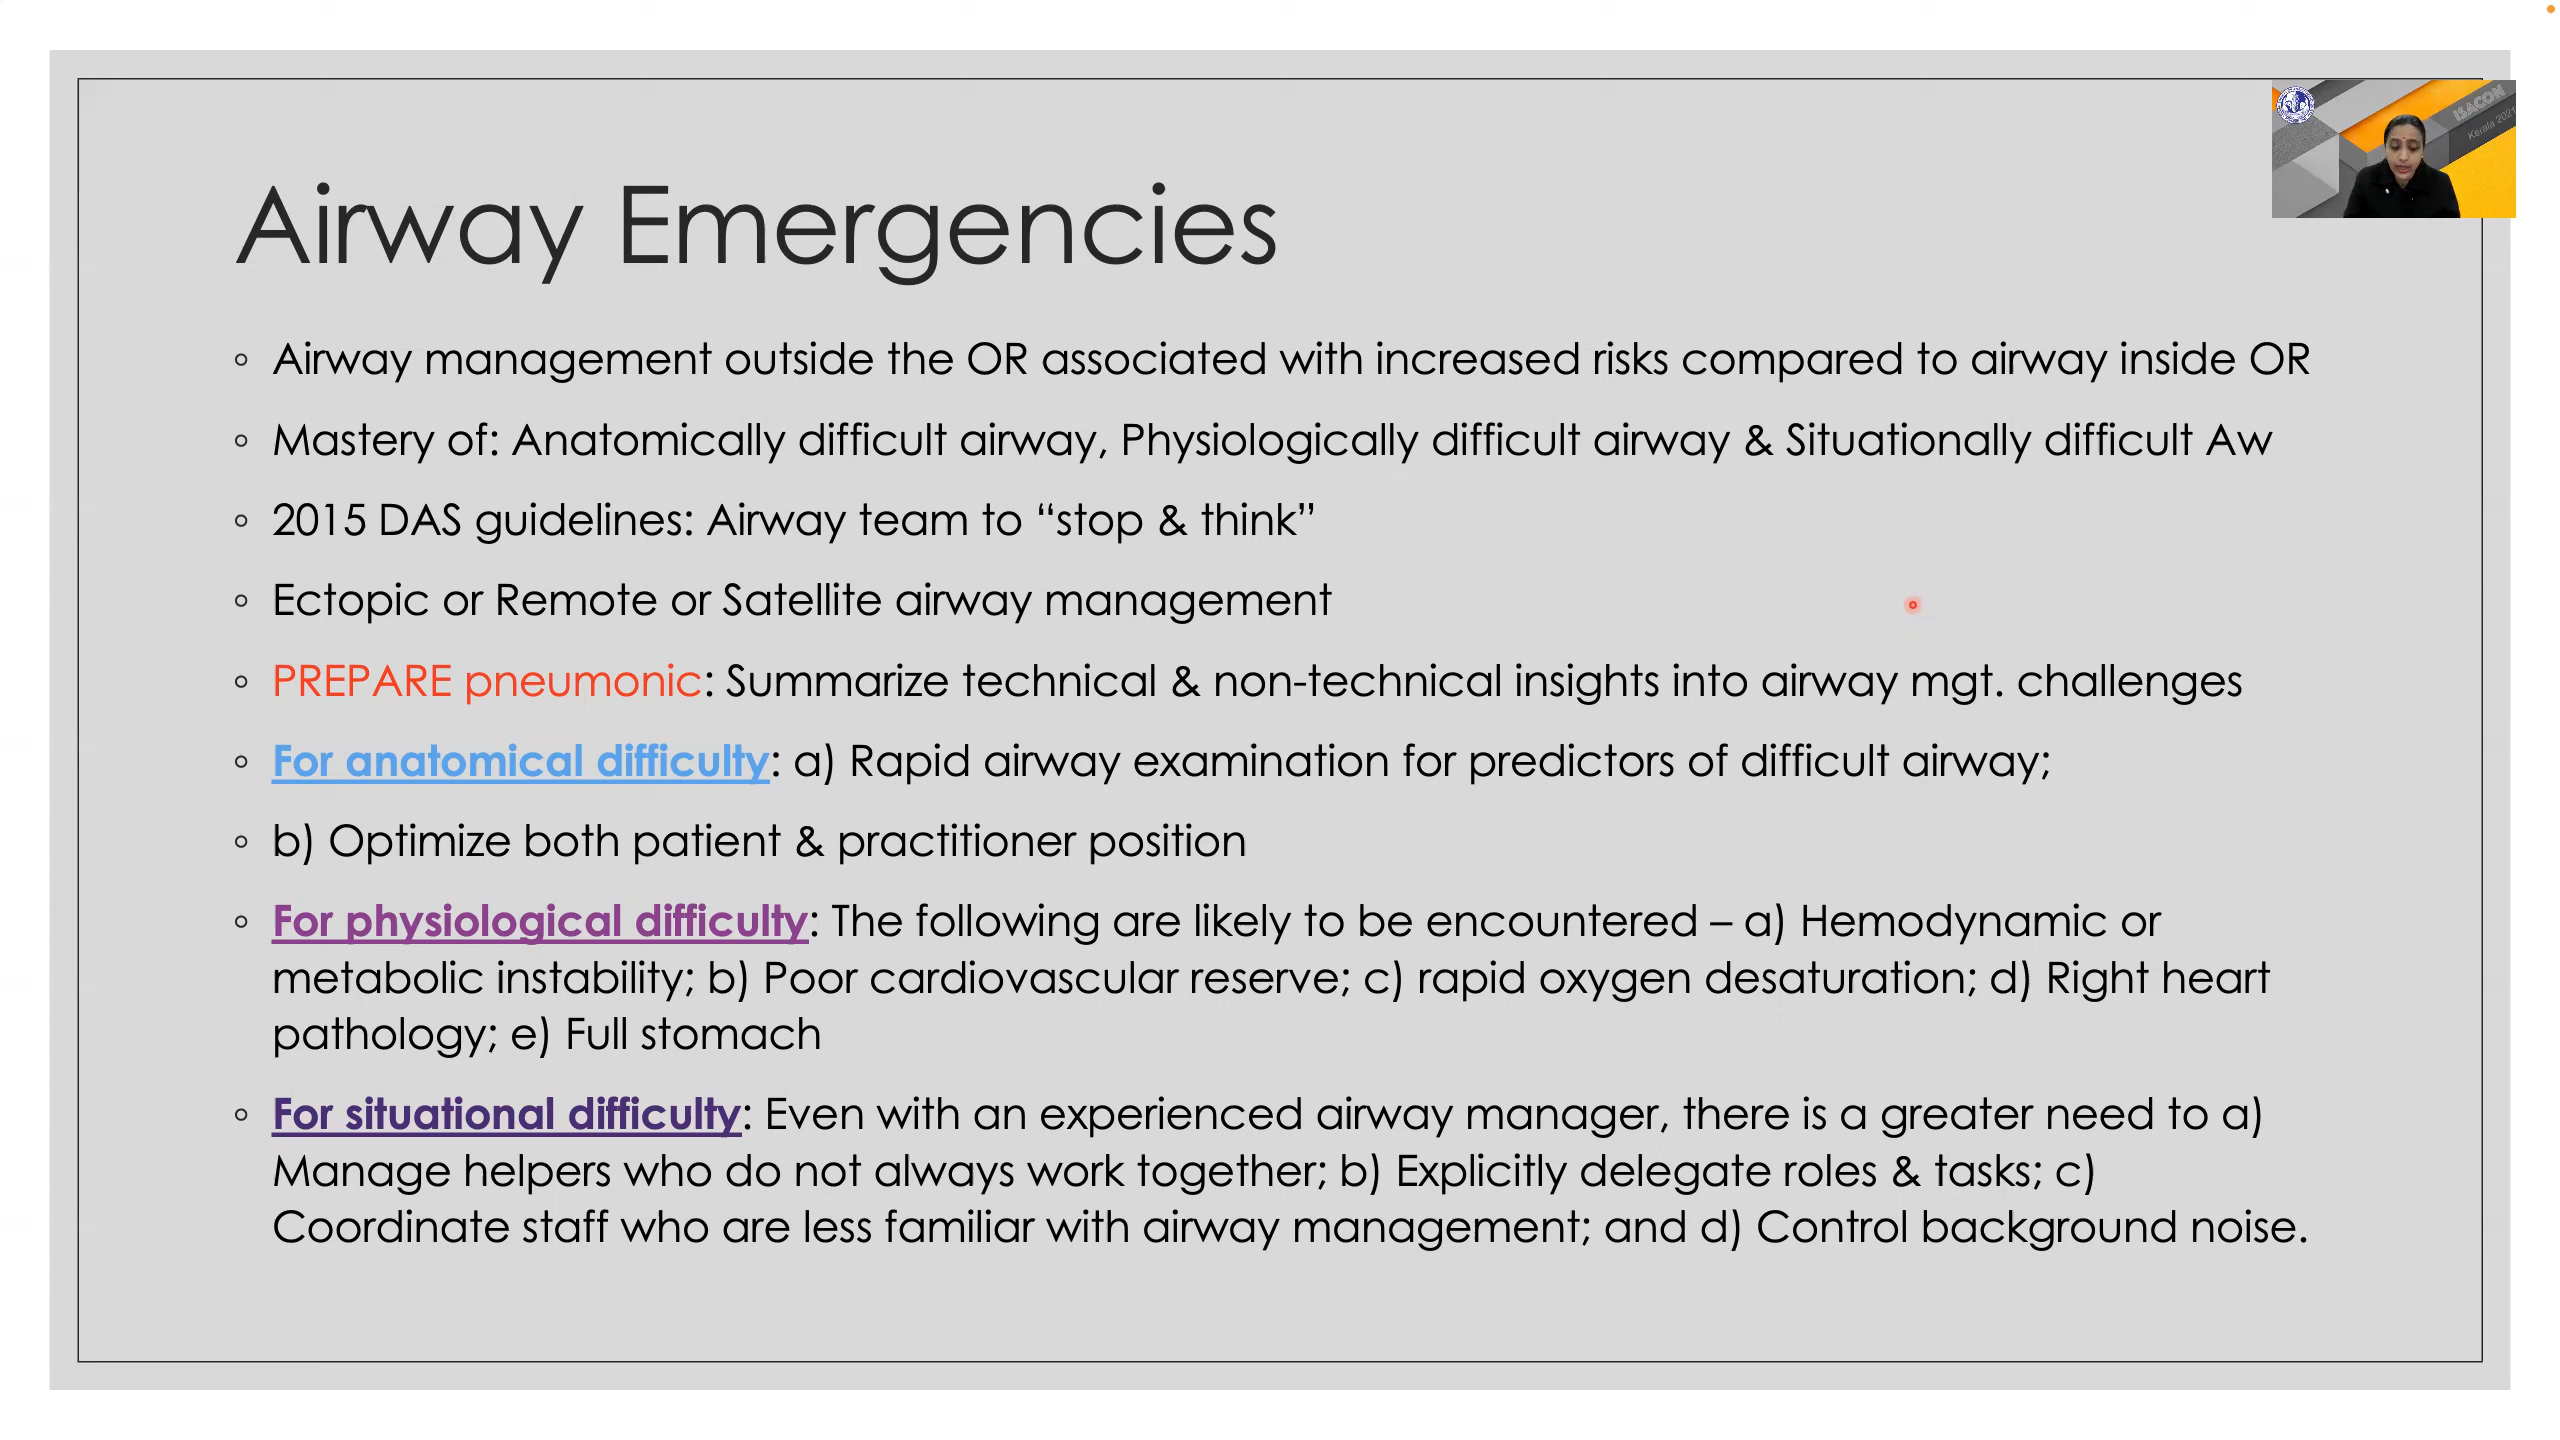 Airway Emergencies
ISACON
Kerala 2021
◦ Airway management outside the OR associated with increased risks compared to airway inside OR
◦ Mastery of: Anatomically difficult airway, Physiologically difficult airway & Situationally difficult Aw
◦ 2015 DAS guidelines: Airway team to “stop & think”
◦ Ectopic or Remote or Satellite airway management
◦ PREPARE pneumonic: Summarize technical & non-technical insights into airway mgt. challenges
◦ For anatomical difficulty: a) Rapid airway examination for predictors of difficult airway;
◦ b) Optimize both patient & practitioner position
◦ For physiological difficulty: The following are likely to be encountered – a) Hemodynamic or
metabolic instability; b) Poor cardiovascular reserve; c) rapid oxygen desaturation; d) Right heart
pathology; e) Full stomach
◦ For situational difficulty: Even with an experienced airway manager, there is a greater need to a)
Manage helpers who do not always work together; b) Explicitly delegate roles & tasks; c)
Coordinate staff who are less familiar with airway management; and d) Control background noise.